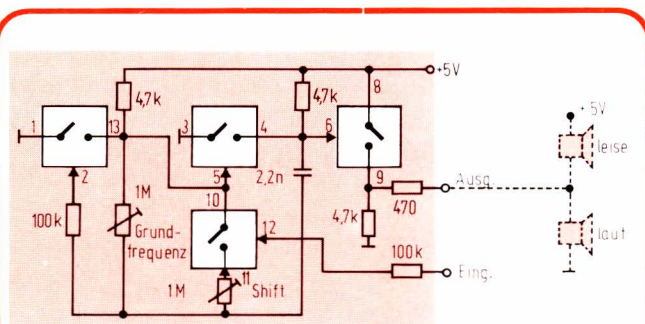 +5V
8
4,7k
4,7k
+5V
1
13
3
4
6
leise
2
5
2,2n
9
Ausg.
1M
10
4,7k
470
100k
Grund-
frequenz
12
laut
100k
11
1M
Shift
Eing.